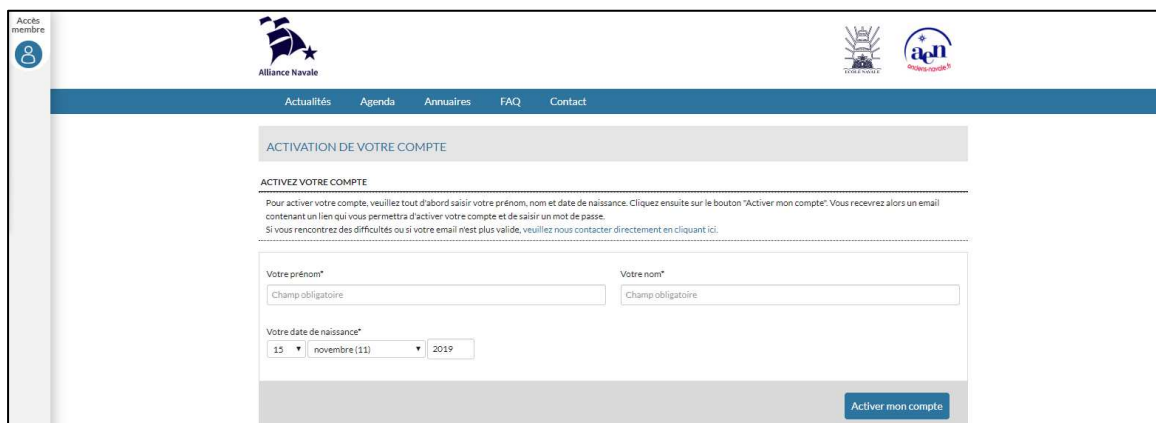 Accès
membre
Alliance Navale
ECOLE NAVALE
aen
anciens-navale.fr
Actualités Agenda Annuaires FAQ Contact
ACTIVATION DE VOTRE COMPTE
ACTIVEZ VOTRE COMPTE
Pour activer votre compte, veuillez tout d'abord saisir votre prénom, nom et date de naissance. Cliquez ensuite sur le bouton "Activer mon compte". Vous recevrez alors un email
contenant un lien qui vous permettra d'activer votre compte et de saisir un mot de passe.
Si vous rencontrez des difficultés ou si votre email n'est plus valide, veuillez nous contacter directement en cliquant ici.
Votre prénom* Votre nom*
Champ obligatoire Champ obligatoire
Votre date de naissance*
15 novembre (11) 2019
Activer mon compte